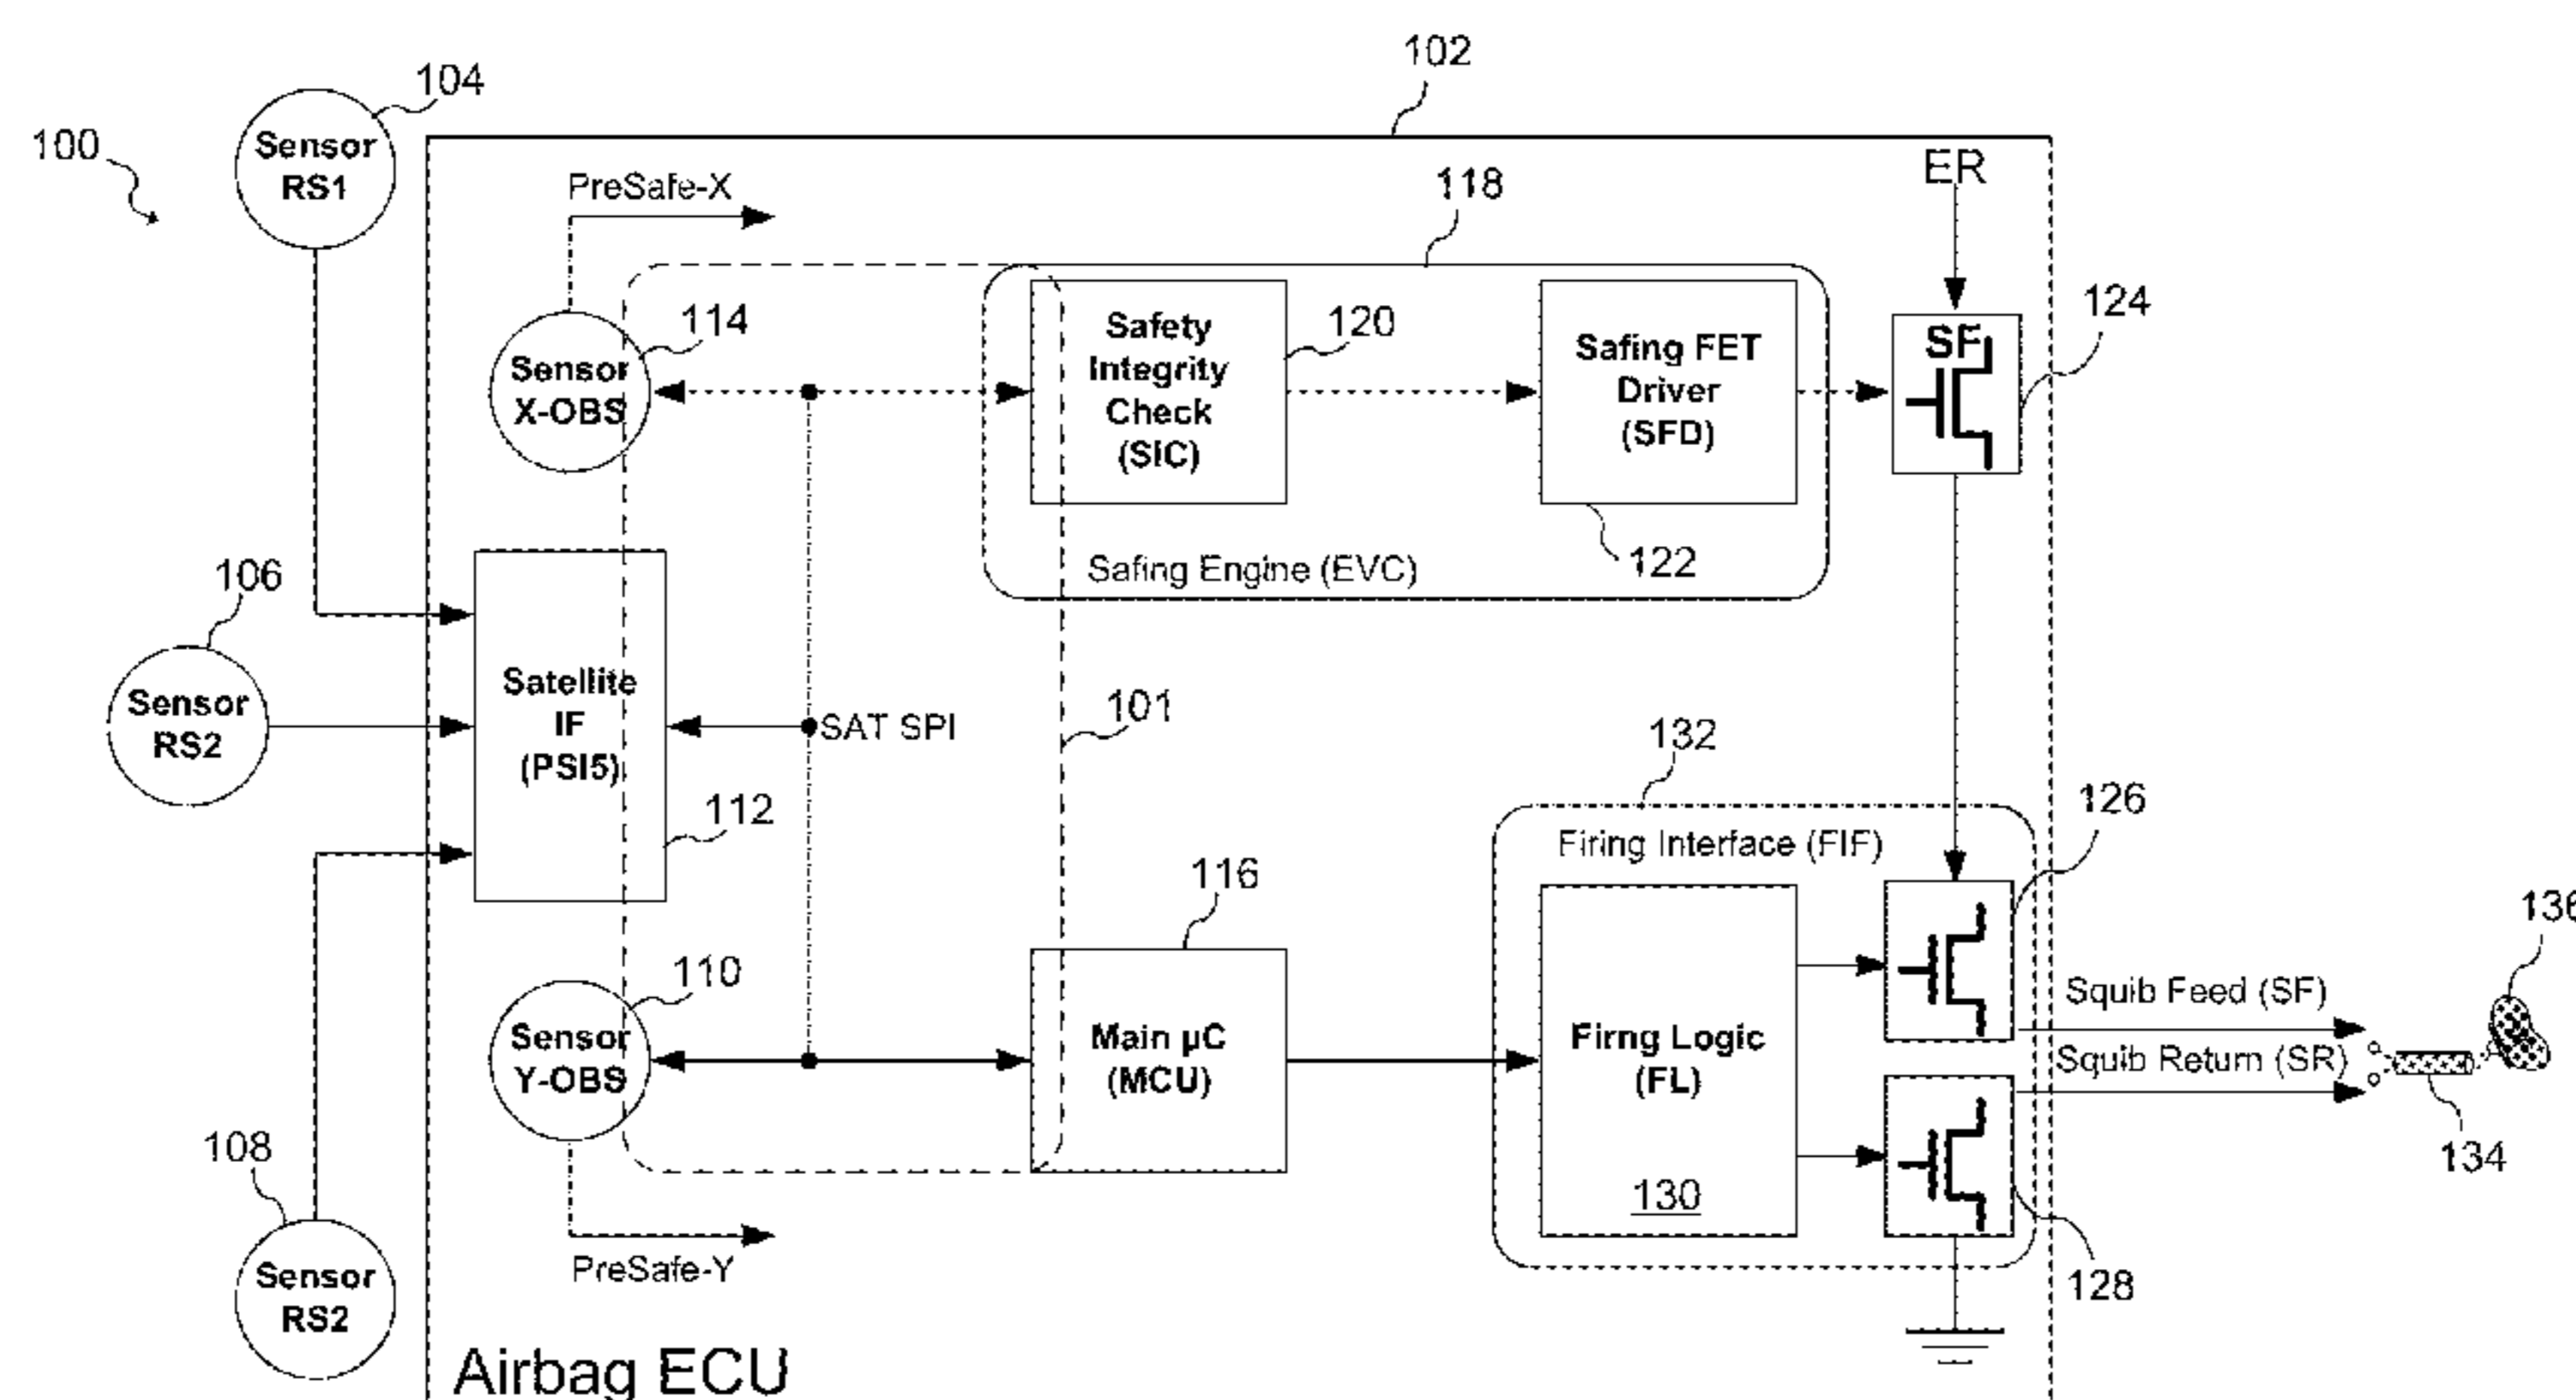 102
104
100
Sensor
RS1
PreSafe-X
118
ER
114
Sensor
X-OBS
Safety
Integrity
Check
(SIC)
120
Safing FET
Driver
(SFD)
SF
124
Safing Engine (EVC)
122
106
Sensor
RS2
Satellite
IF
(PSI5)
SAT SPI
101
112
132
126
Firing Interface (FIF)
116
136
110
Sensor
Y-OBS
Main µC
(MCU)
Firng Logic
(FL)
130
Squib Feed (SF)
Squib Return (SR)
134
108
Sensor
RS2
PreSafe-Y
128
Airbag ECU